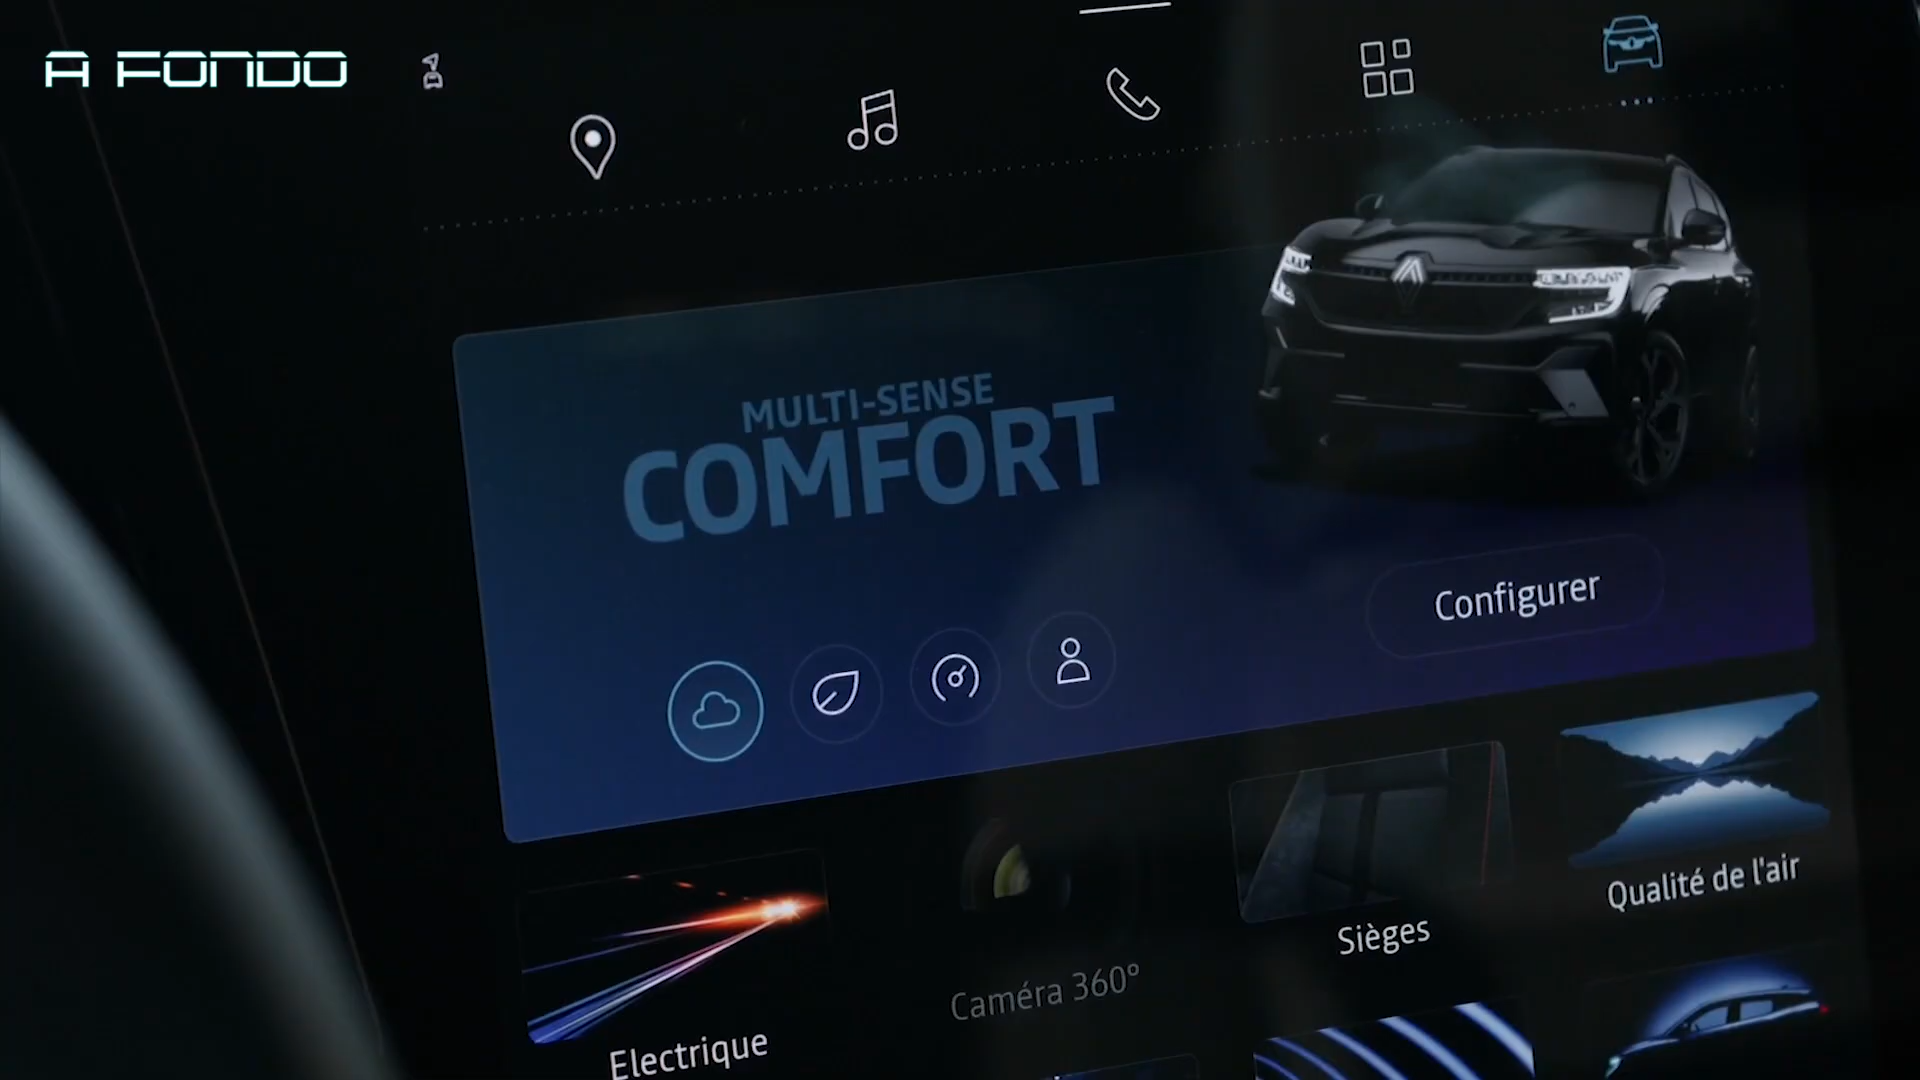 A FONDO
MULTI-SENSE
COMFORT
Configurer
Electrique
Caméra 360°
Sièges
Qualité de l'air